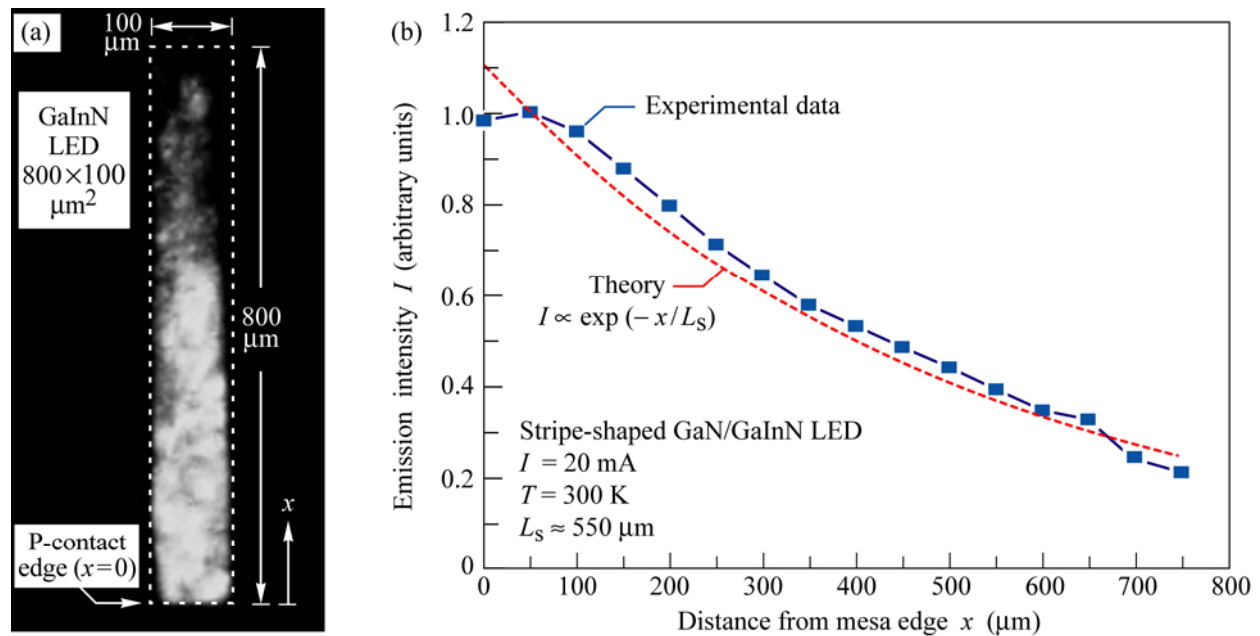 (a)
100
μm
GaInN
LED
800×100
μm²
800
μm
x
P-contact
edge (x=0)
(b)
Emission intensity I (arbitrary units)
1.2
1.0
0.8
0.6
0.4
0.2
0
Experimental data
Theory
I ∝ exp (− x/Lₛ)
Stripe-shaped GaN/GaInN LED
I = 20 mA
T = 300 K
Lₛ ≈ 550 μm
0 100 200 300 400 500 600 700 800
Distance from mesa edge x (μm)